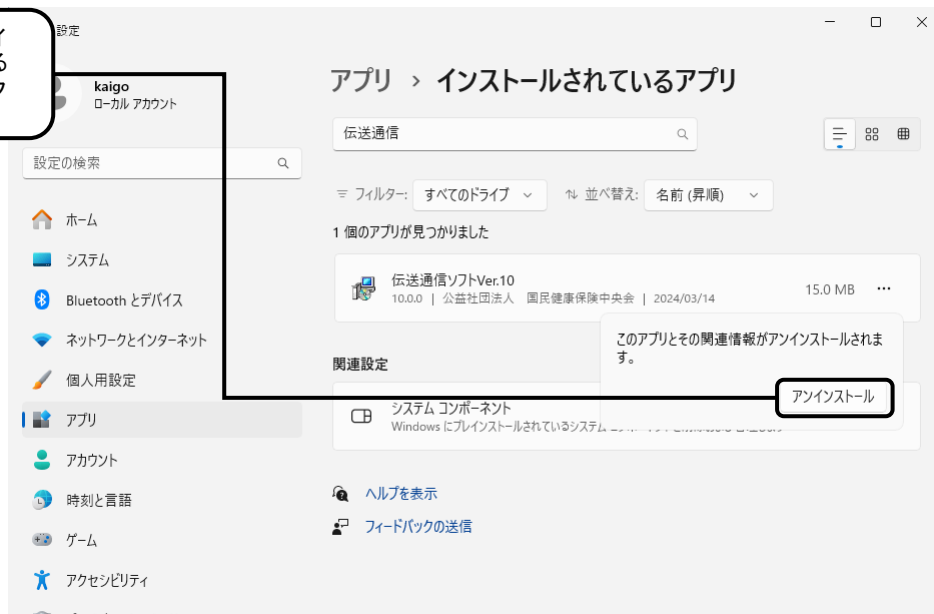 設定
kaigo
ローカル アカウント
設定の検索
ホーム
システム
Bluetooth とデバイス
ネットワークとインターネット
個人用設定
アプリ
アカウント
時刻と言語
ゲーム
アクセシビリティ
アプリ › インストールされているアプリ
伝送通信
フィルター: すべてのドライブ 並べ替え: 名前 (昇順)
1 個のアプリが見つかりました
伝送通信ソフトVer.10
10.0.0 | 公益社団法人 国民健康保険中央会 | 2024/03/14
15.0 MB
このアプリとその関連情報がアンインストールされま
す。
アンインストール
関連設定
システム コンポーネント
Windows にプレインストールされているシステム
ヘルプを表示
フィードバックの送信